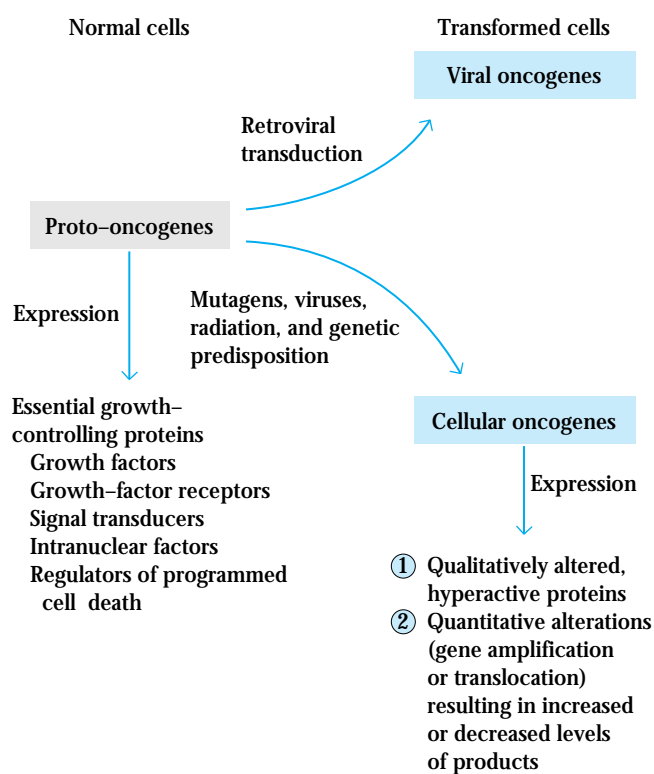 Normal cells
Transformed cells
Viral oncogenes
Retroviral
transduction
Proto–oncogenes
Expression
Mutagens, viruses,
radiation, and genetic
predisposition
Essential growth–
controlling proteins
Growth factors
Growth–factor receptors
Signal transducers
Intranuclear factors
Regulators of programmed
cell death
Cellular oncogenes
Expression
1 Qualitatively altered,
hyperactive proteins
2 Quantitative alterations
(gene amplification
or translocation)
resulting in increased
or decreased levels
of products